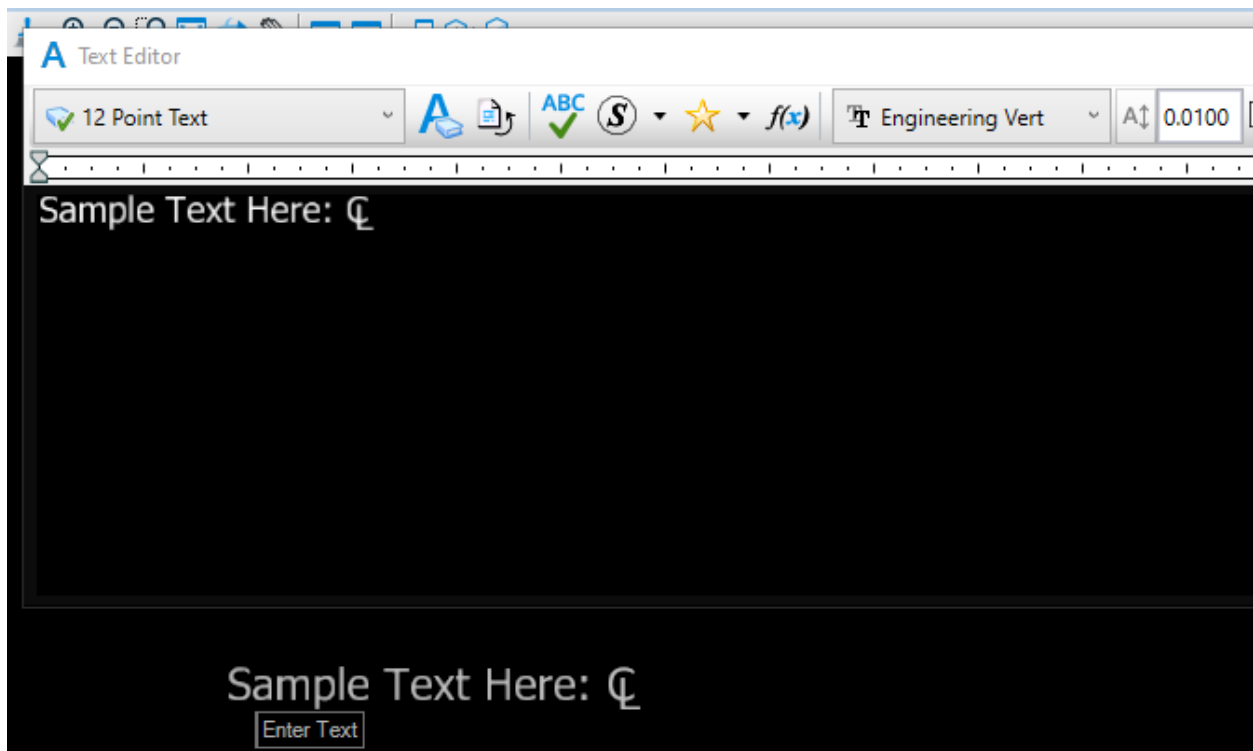 A Text Editor
12 Point Text ABC S f(x) Engineering Vert A 0.0100
Sample Text Here: ℄
Sample Text Here: ℄
Enter Text